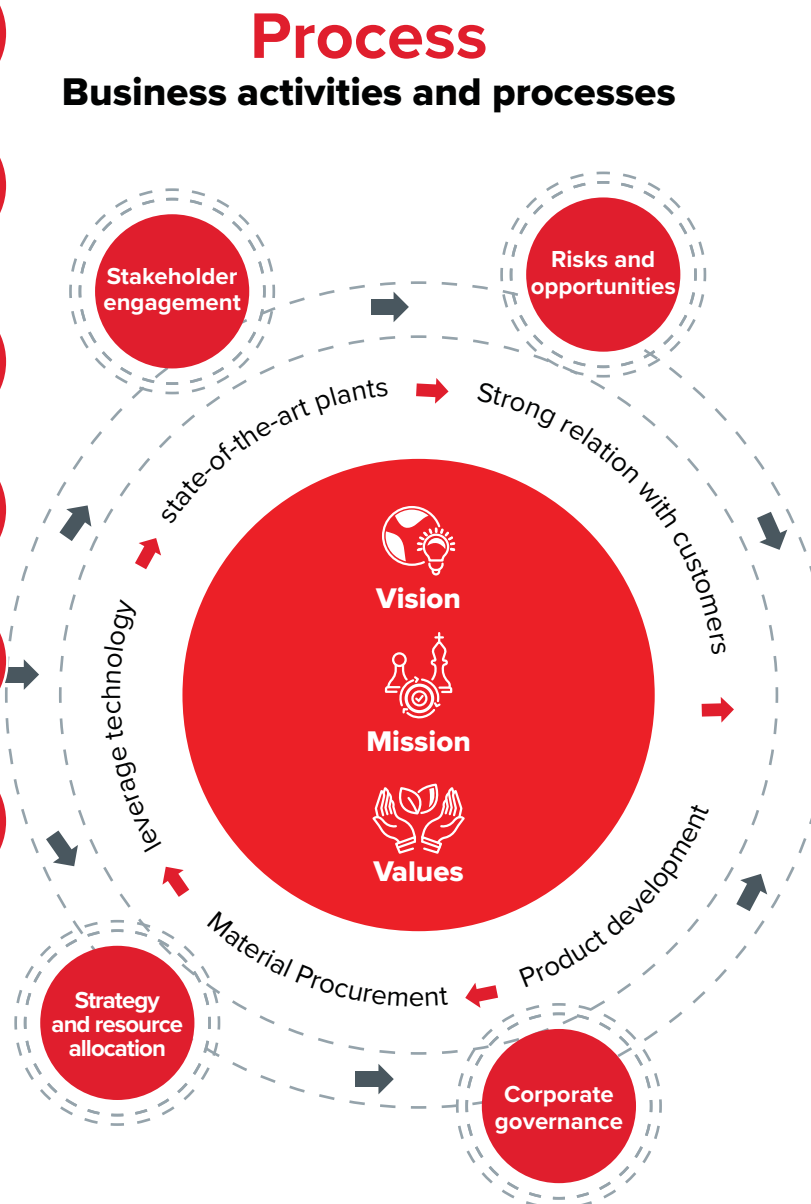 Process
Business activities and processes
Stakeholder
engagement
Risks and
opportunities
state-of-the-art plants
Strong relation with customers
leverage technology
Vision
Mission
Values
Product development
Material Procurement
Strategy
and resource
allocation
Corporate
governance